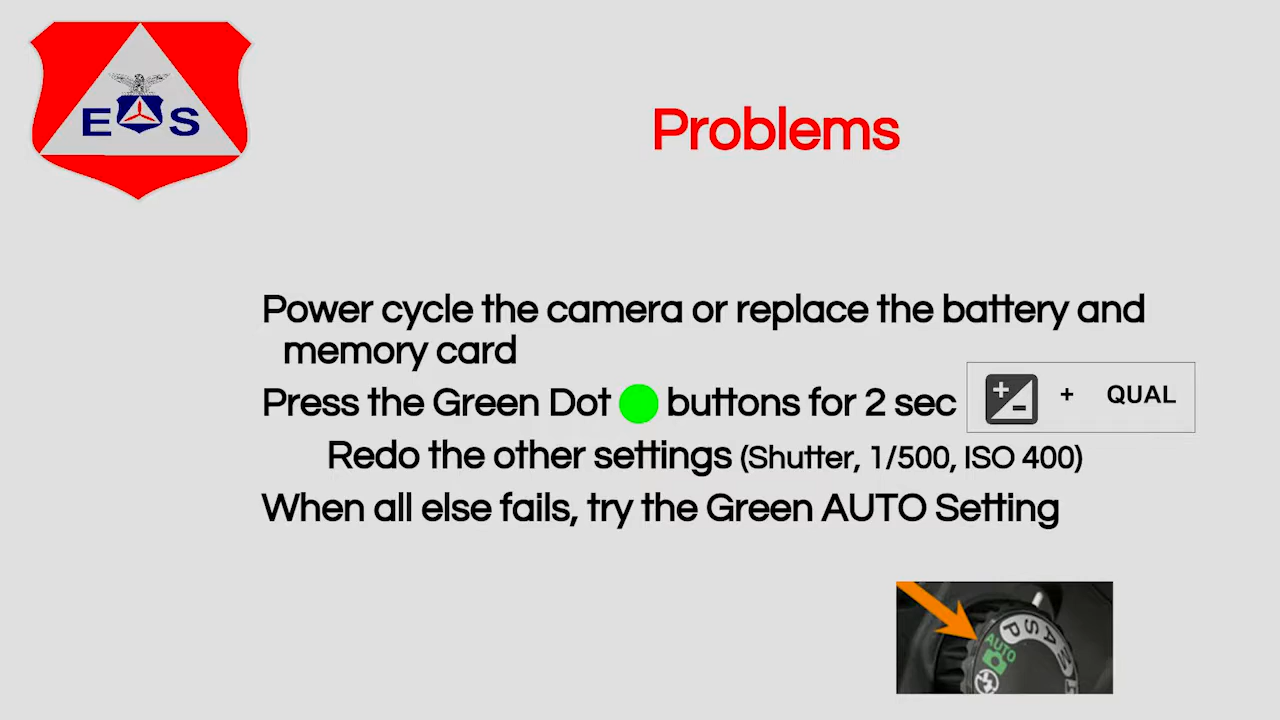 E S
Problems
Power cycle the camera or replace the battery and
memory card
Press the Green Dot buttons for 2 sec + - + QUAL
Redo the other settings (Shutter, 1/500, ISO 400)
When all else fails, try the Green AUTO Setting
P S A M
AUTO